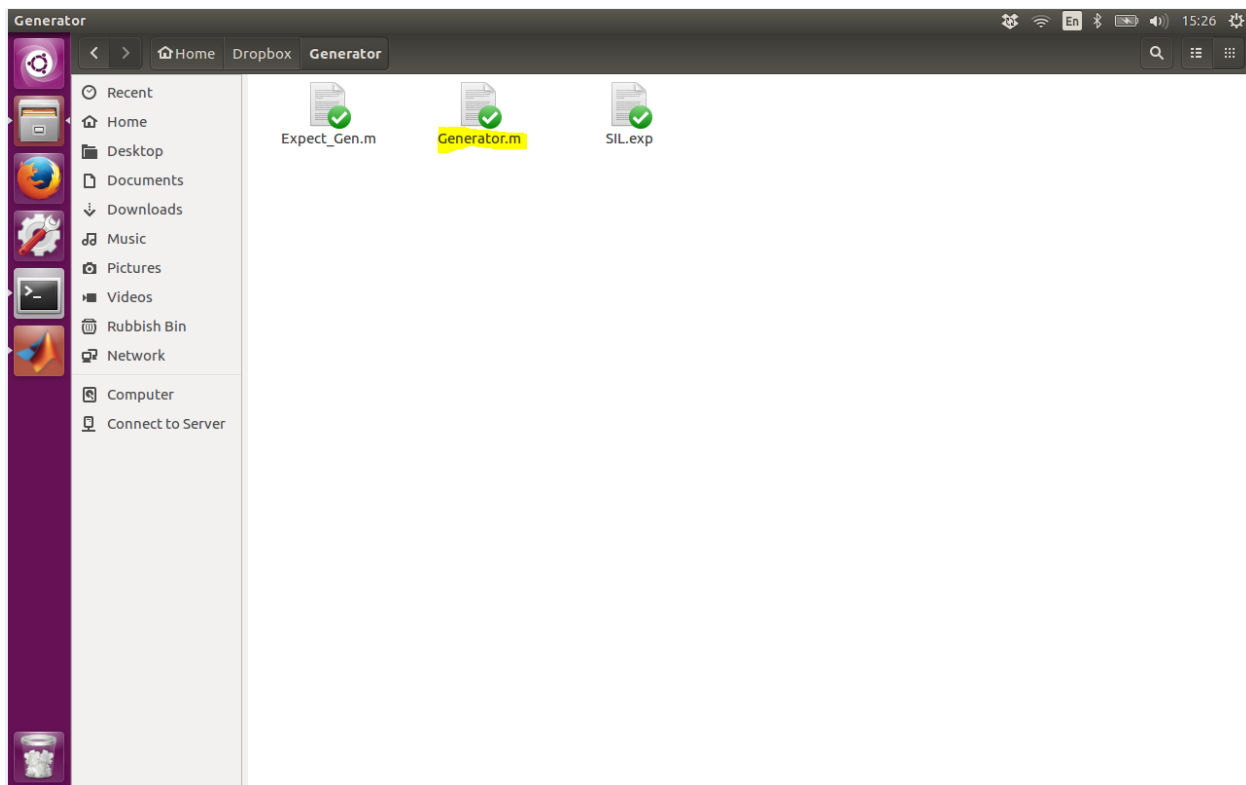 Generator
En
15:26
Home Dropbox Generator
Recent
Home
Desktop
Documents
Downloads
Music
Pictures
Videos
Rubbish Bin
Network
Computer
Connect to Server
Expect_Gen.m Generator.m SIL.exp